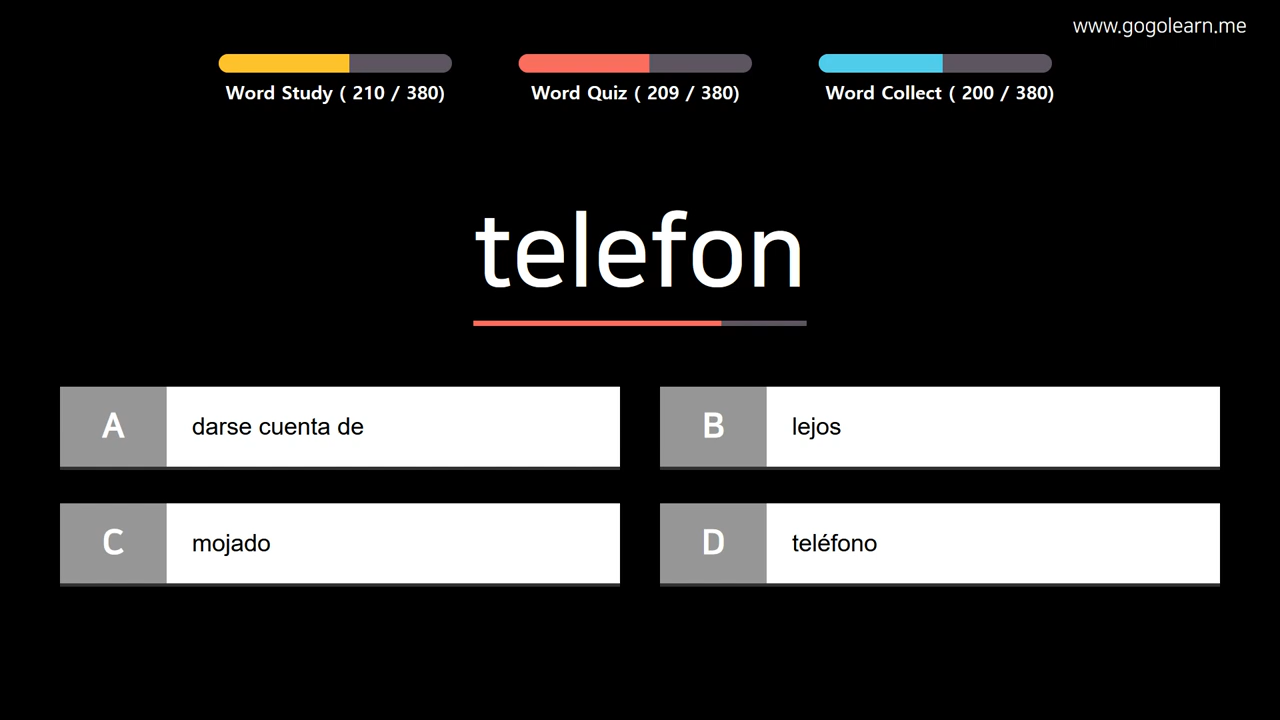 www.gogolearn.me
Word Study ( 210 / 380)
Word Quiz ( 209 / 380)
Word Collect ( 200 / 380)
telefon
A darse cuenta de
B lejos
C mojado
D teléfono